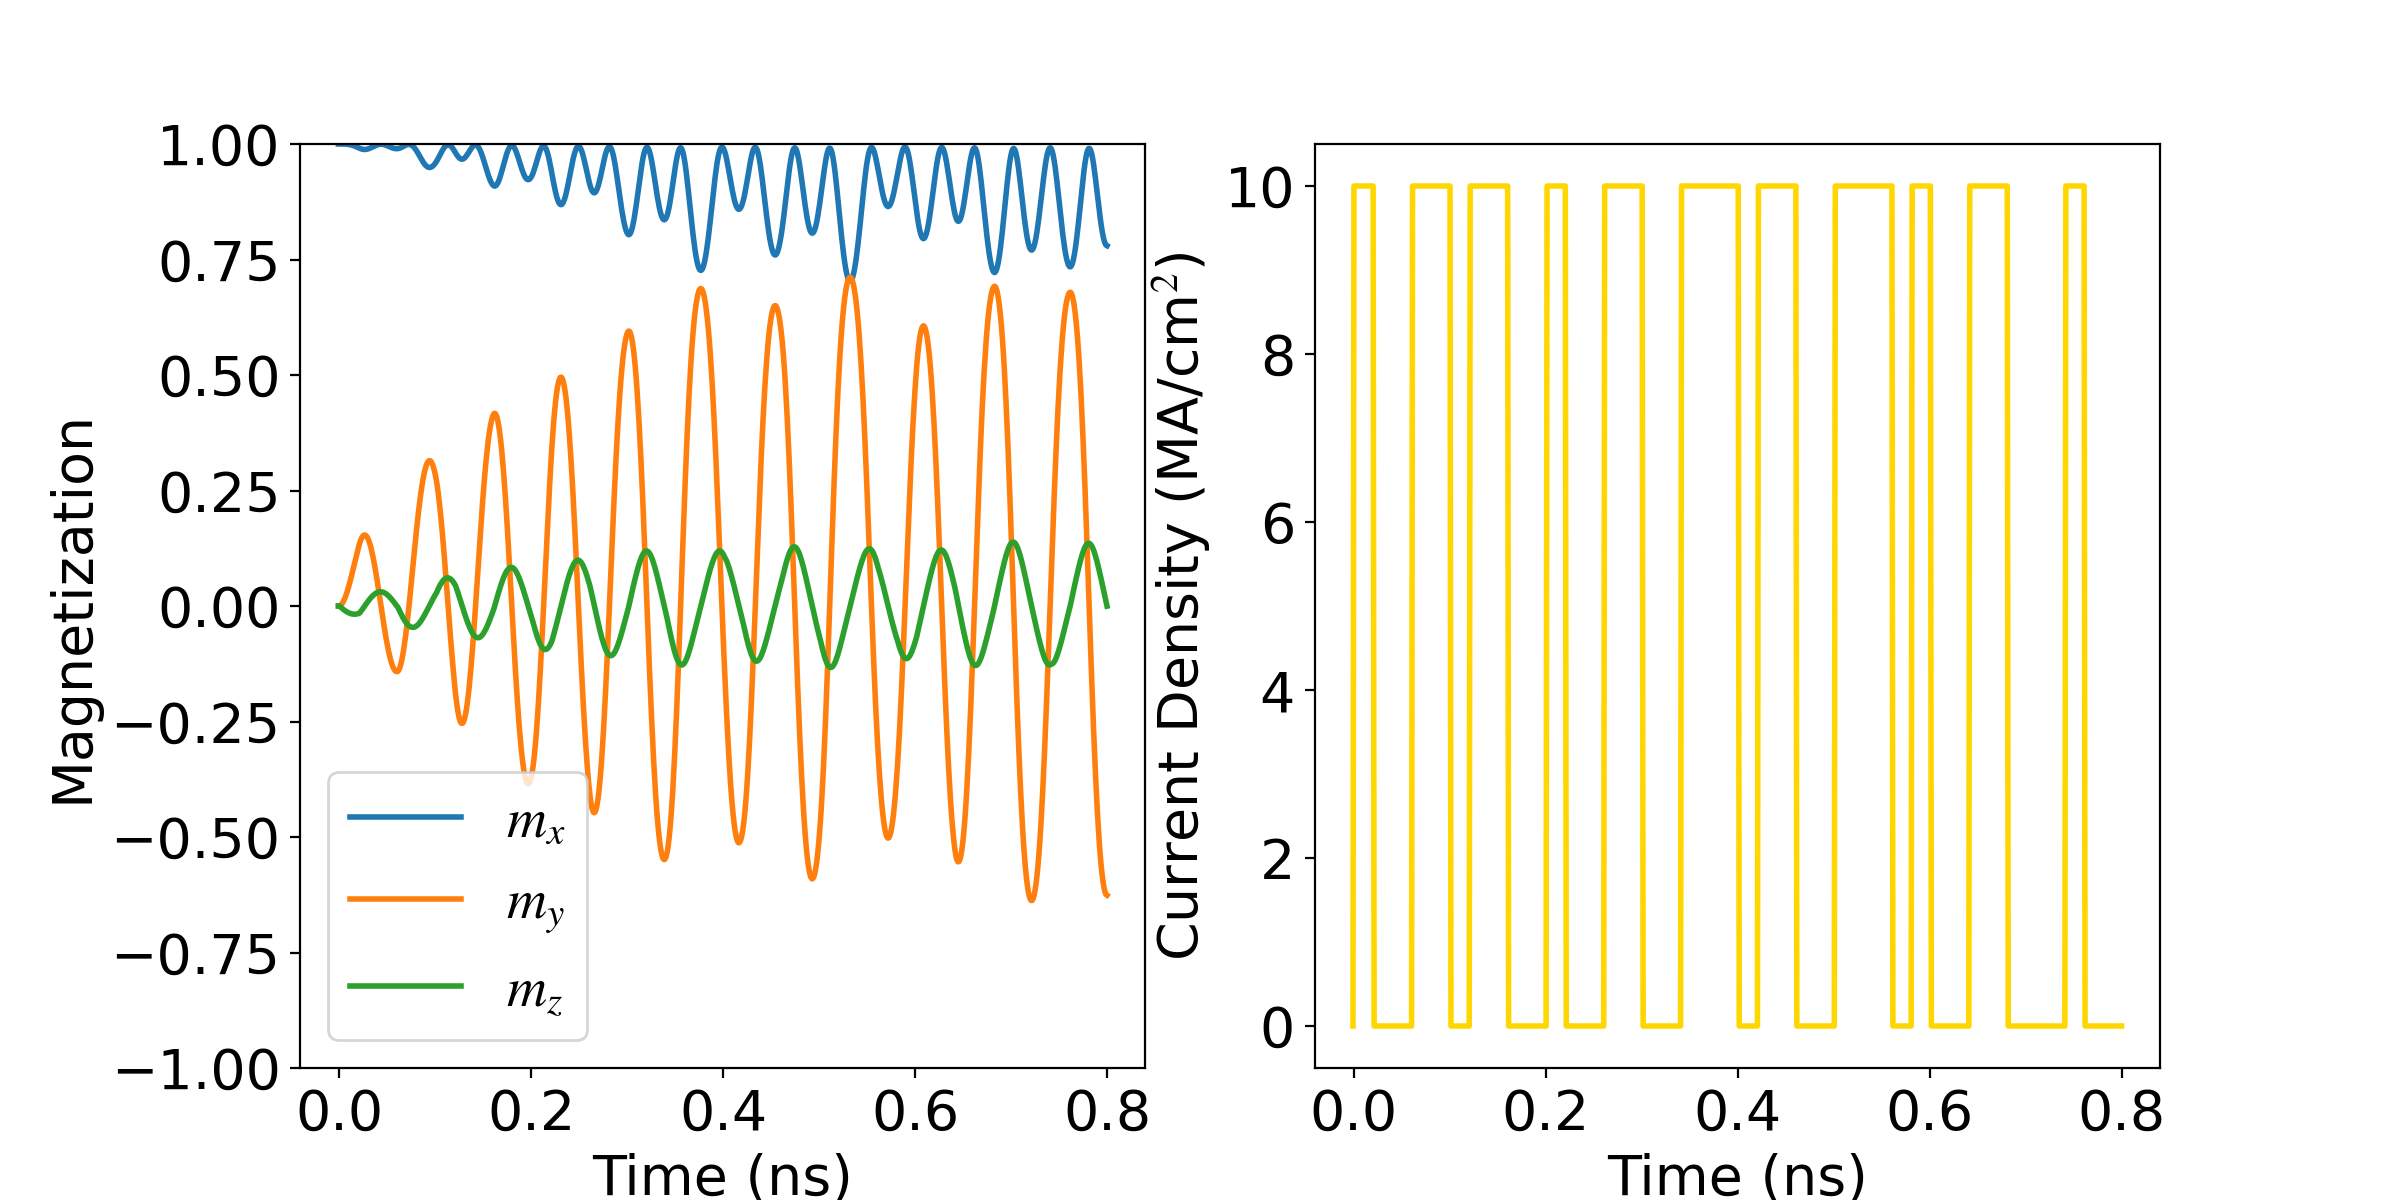 1.00
0.75
0.50
0.25
0.00
−0.25
−0.50
−0.75
−1.00
Magnetization
m_x
m_y
m_z
0.0 0.2 0.4 0.6 0.8
Time (ns)
10
8
6
4
2
0
Current Density (MA/cm²)
0.0 0.2 0.4 0.6 0.8
Time (ns)